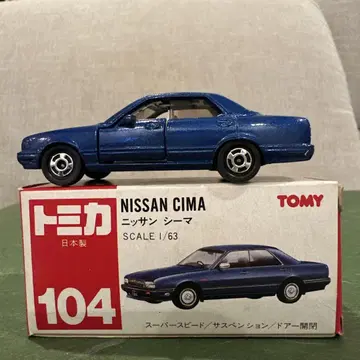 トミカ
日本製
104
NISSAN CIMA
ニッサン シーマ
SCALE 1/63
TOMY
スーパースピード/サスペンション/ドアー開閉